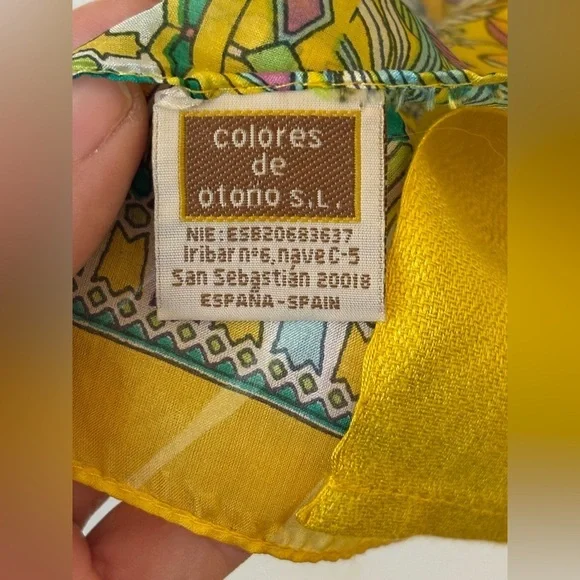 colores
de
otoño S.L.
NIE:ESB20683637
Iribar nº6, nave C-5
San Sebastián 20018
ESPAÑA-SPAIN